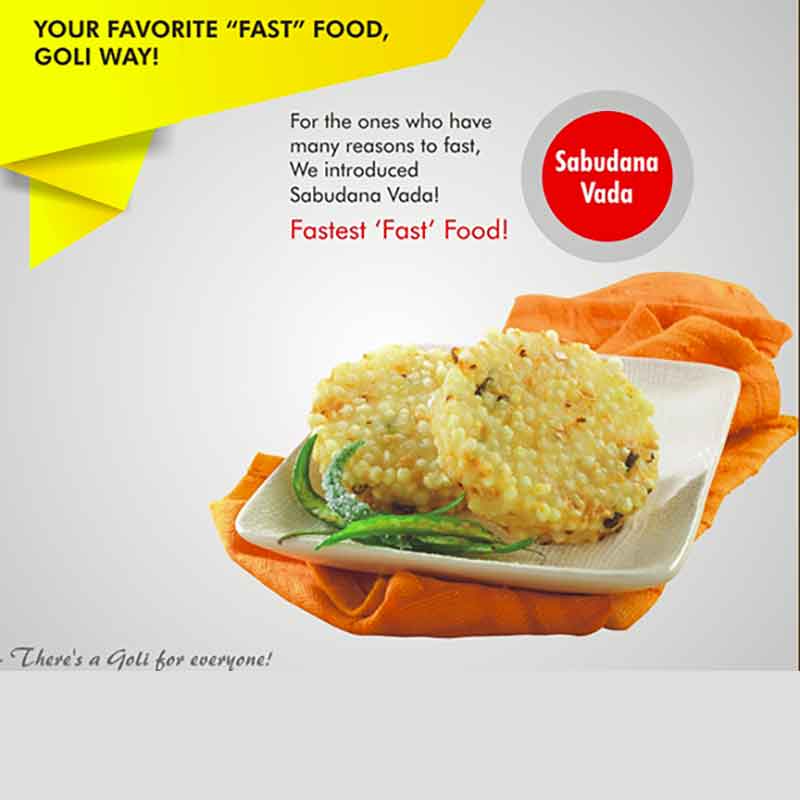 YOUR FAVORITE “FAST” FOOD,
GOLI WAY!
For the ones who have
many reasons to fast,
We introduced
Sabudana Vada!
Fastest ‘Fast’ Food!
Sabudana
Vada
- There's a Goli for everyone!